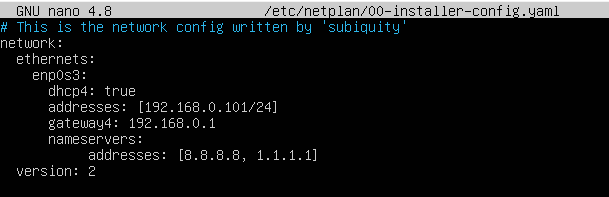 GNU nano 4.8 /etc/netplan/00-installer-config.yaml
# This is the network config written by 'subiquity'
network:
  ethernets:
    enp0s3:
      dhcp4: true
      addresses: [192.168.0.101/24]
      gateway4: 192.168.0.1
      nameservers:
           addresses: [8.8.8.8, 1.1.1.1]
  version: 2